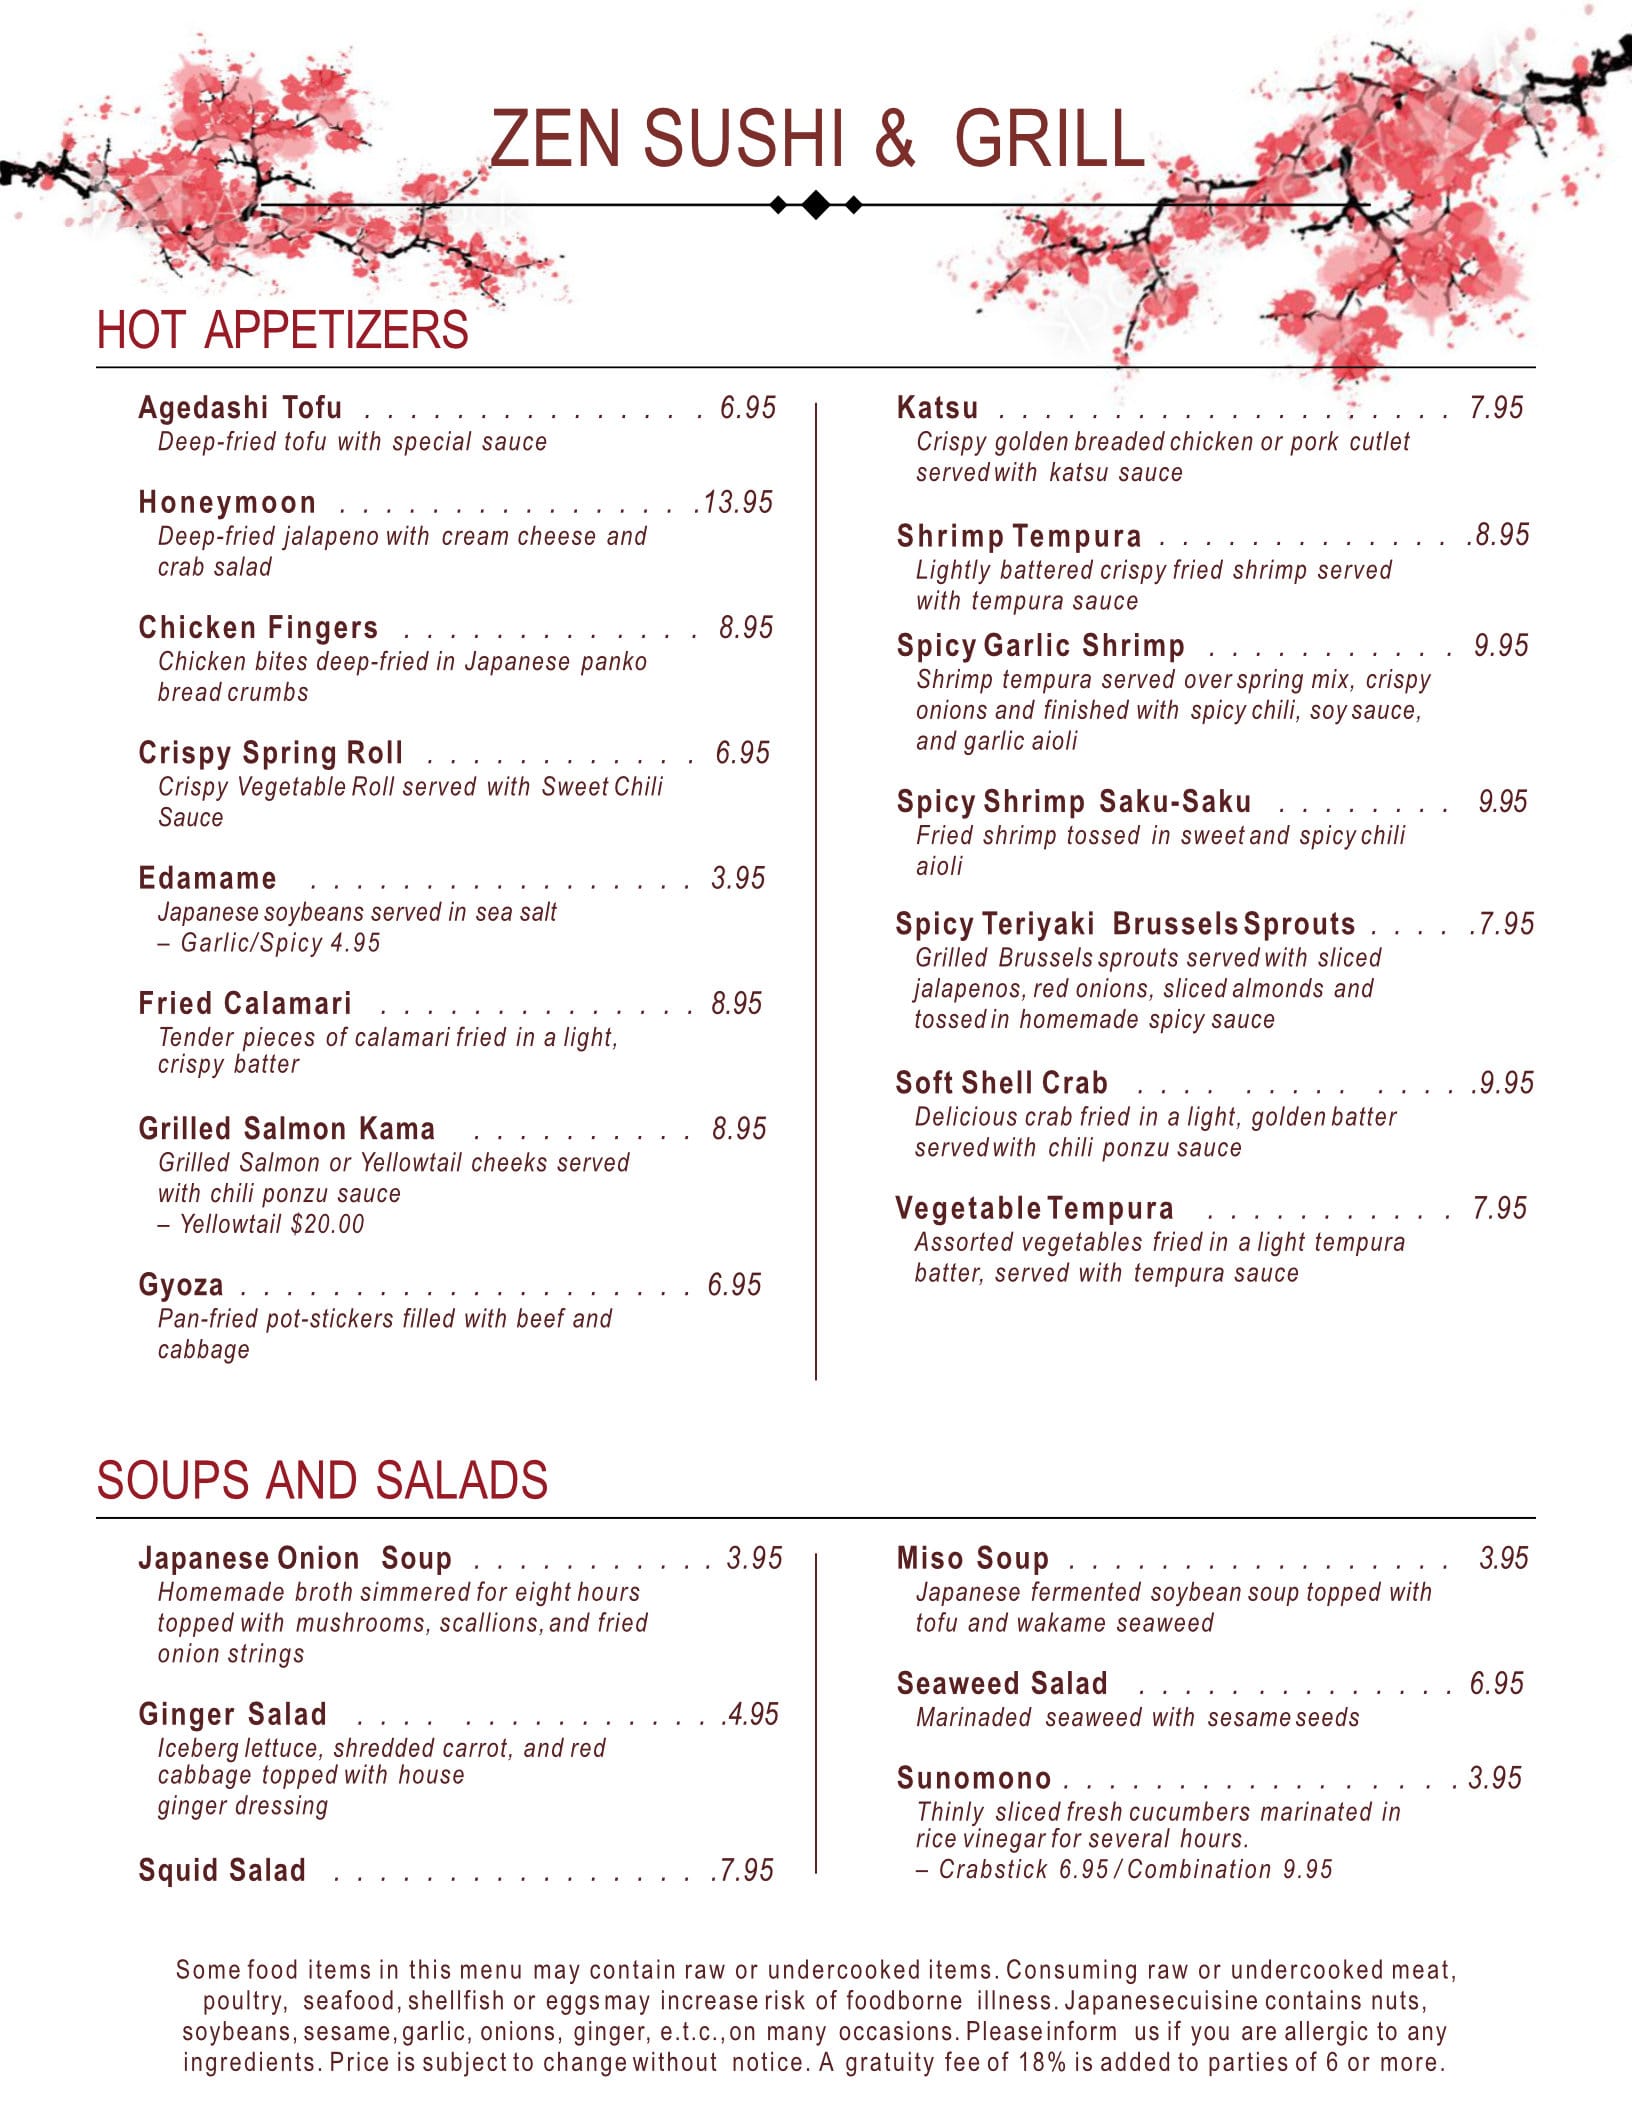 ZEN SUSHI & GRILL
HOT APPETIZERS
Agedashi Tofu . . . . . . . . . . . . . . . 6.95
Deep-fried tofu with special sauce
Honeymoon . . . . . . . . . . . . . . . .13.95
Deep-fried jalapeno with cream cheese and
crab salad
Chicken Fingers . . . . . . . . . . . . . 8.95
Chicken bites deep-fried in Japanese panko
bread crumbs
Crispy Spring Roll . . . . . . . . . . . . 6.95
Crispy Vegetable Roll served with Sweet Chili
Sauce
Edamame . . . . . . . . . . . . . . . . . 3.95
Japanese soybeans served in sea salt
– Garlic/Spicy 4.95
Fried Calamari . . . . . . . . . . . . . . 8.95
Tender pieces of calamari fried in a light,
crispy batter
Grilled Salmon Kama . . . . . . . . . . 8.95
Grilled Salmon or Yellowtail cheeks served
with chili ponzu sauce
– Yellowtail $20.00
Gyoza . . . . . . . . . . . . . . . . . . . . 6.95
Pan-fried pot-stickers filled with beef and
cabbage
Katsu . . . . . . . . . . . . . . . . . . . . 7.95
Crispy golden breaded chicken or pork cutlet
served with katsu sauce
Shrimp Tempura . . . . . . . . . . . . . .8.95
Lightly battered crispy fried shrimp served
with tempura sauce
Spicy Garlic Shrimp . . . . . . . . . . . 9.95
Shrimp tempura served over spring mix, crispy
onions and finished with spicy chili, soy sauce,
and garlic aioli
Spicy Shrimp Saku-Saku . . . . . . . . 9.95
Fried shrimp tossed in sweet and spicy chili
aioli
Spicy Teriyaki Brussels Sprouts . . . . .7.95
Grilled Brussels sprouts served with sliced
jalapenos, red onions, sliced almonds and
tossed in homemade spicy sauce
Soft Shell Crab . . . . . . . . . . . . . .9.95
Delicious crab fried in a light, golden batter
served with chili ponzu sauce
Vegetable Tempura . . . . . . . . . . . 7.95
Assorted vegetables fried in a light tempura
batter, served with tempura sauce
SOUPS AND SALADS
Japanese Onion Soup . . . . . . . . . . . 3.95
Homemade broth simmered for eight hours
topped with mushrooms, scallions, and fried
onion strings
Ginger Salad . . . . . . . . . . . . . . . .4.95
Iceberg lettuce, shredded carrot, and red
cabbage topped with house
ginger dressing
Squid Salad . . . . . . . . . . . . . . . . .7.95
Miso Soup . . . . . . . . . . . . . . . . . 3.95
Japanese fermented soybean soup topped with
tofu and wakame seaweed
Seaweed Salad . . . . . . . . . . . . . . 6.95
Marinaded seaweed with sesame seeds
Sunomono . . . . . . . . . . . . . . . . . . 3.95
Thinly sliced fresh cucumbers marinated in
rice vinegar for several hours.
– Crabstick 6.95 / Combination 9.95
Some food items in this menu may contain raw or undercooked items. Consuming raw or undercooked meat,
poultry, seafood, shellfish or eggs may increase risk of foodborne illness. Japanesecuisine contains nuts,
soybeans, sesame, garlic, onions, ginger, e.t.c., on many occasions. Pleaseinform us if you are allergic to any
ingredients. Price is subject to change without notice. A gratuity fee of 18% is added to parties of 6 or more.